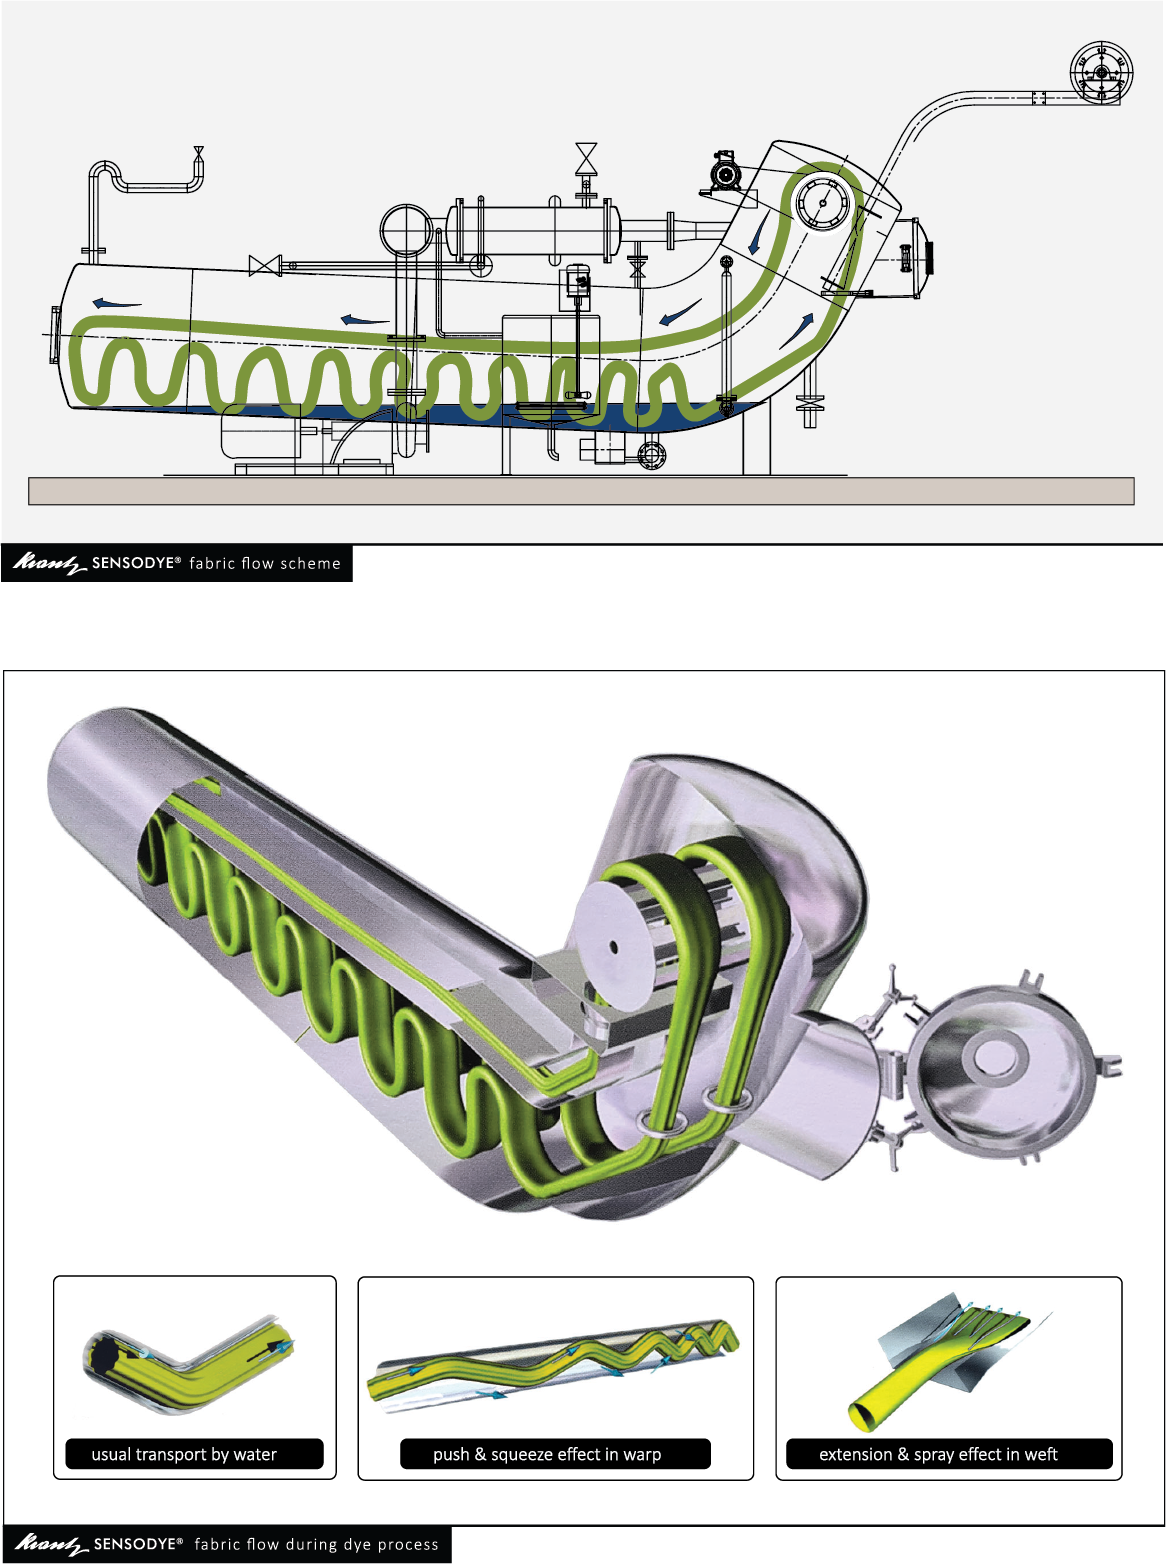 Krantz SENSODYE® fabric flow scheme
usual transport by water
push & squeeze effect in warp
extension & spray effect in weft
Krantz SENSODYE® fabric flow during dye process